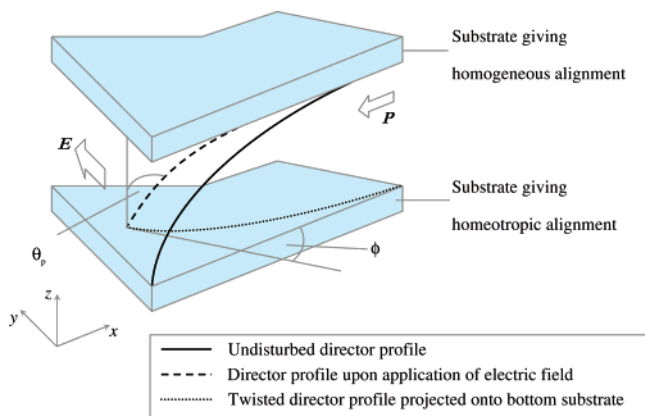 Substrate giving
homogeneous alignment
P
E
Substrate giving
homeotropic alignment
θp
ϕ
z
y
x
Undisturbed director profile
Director profile upon application of electric field
Twisted director profile projected onto bottom substrate